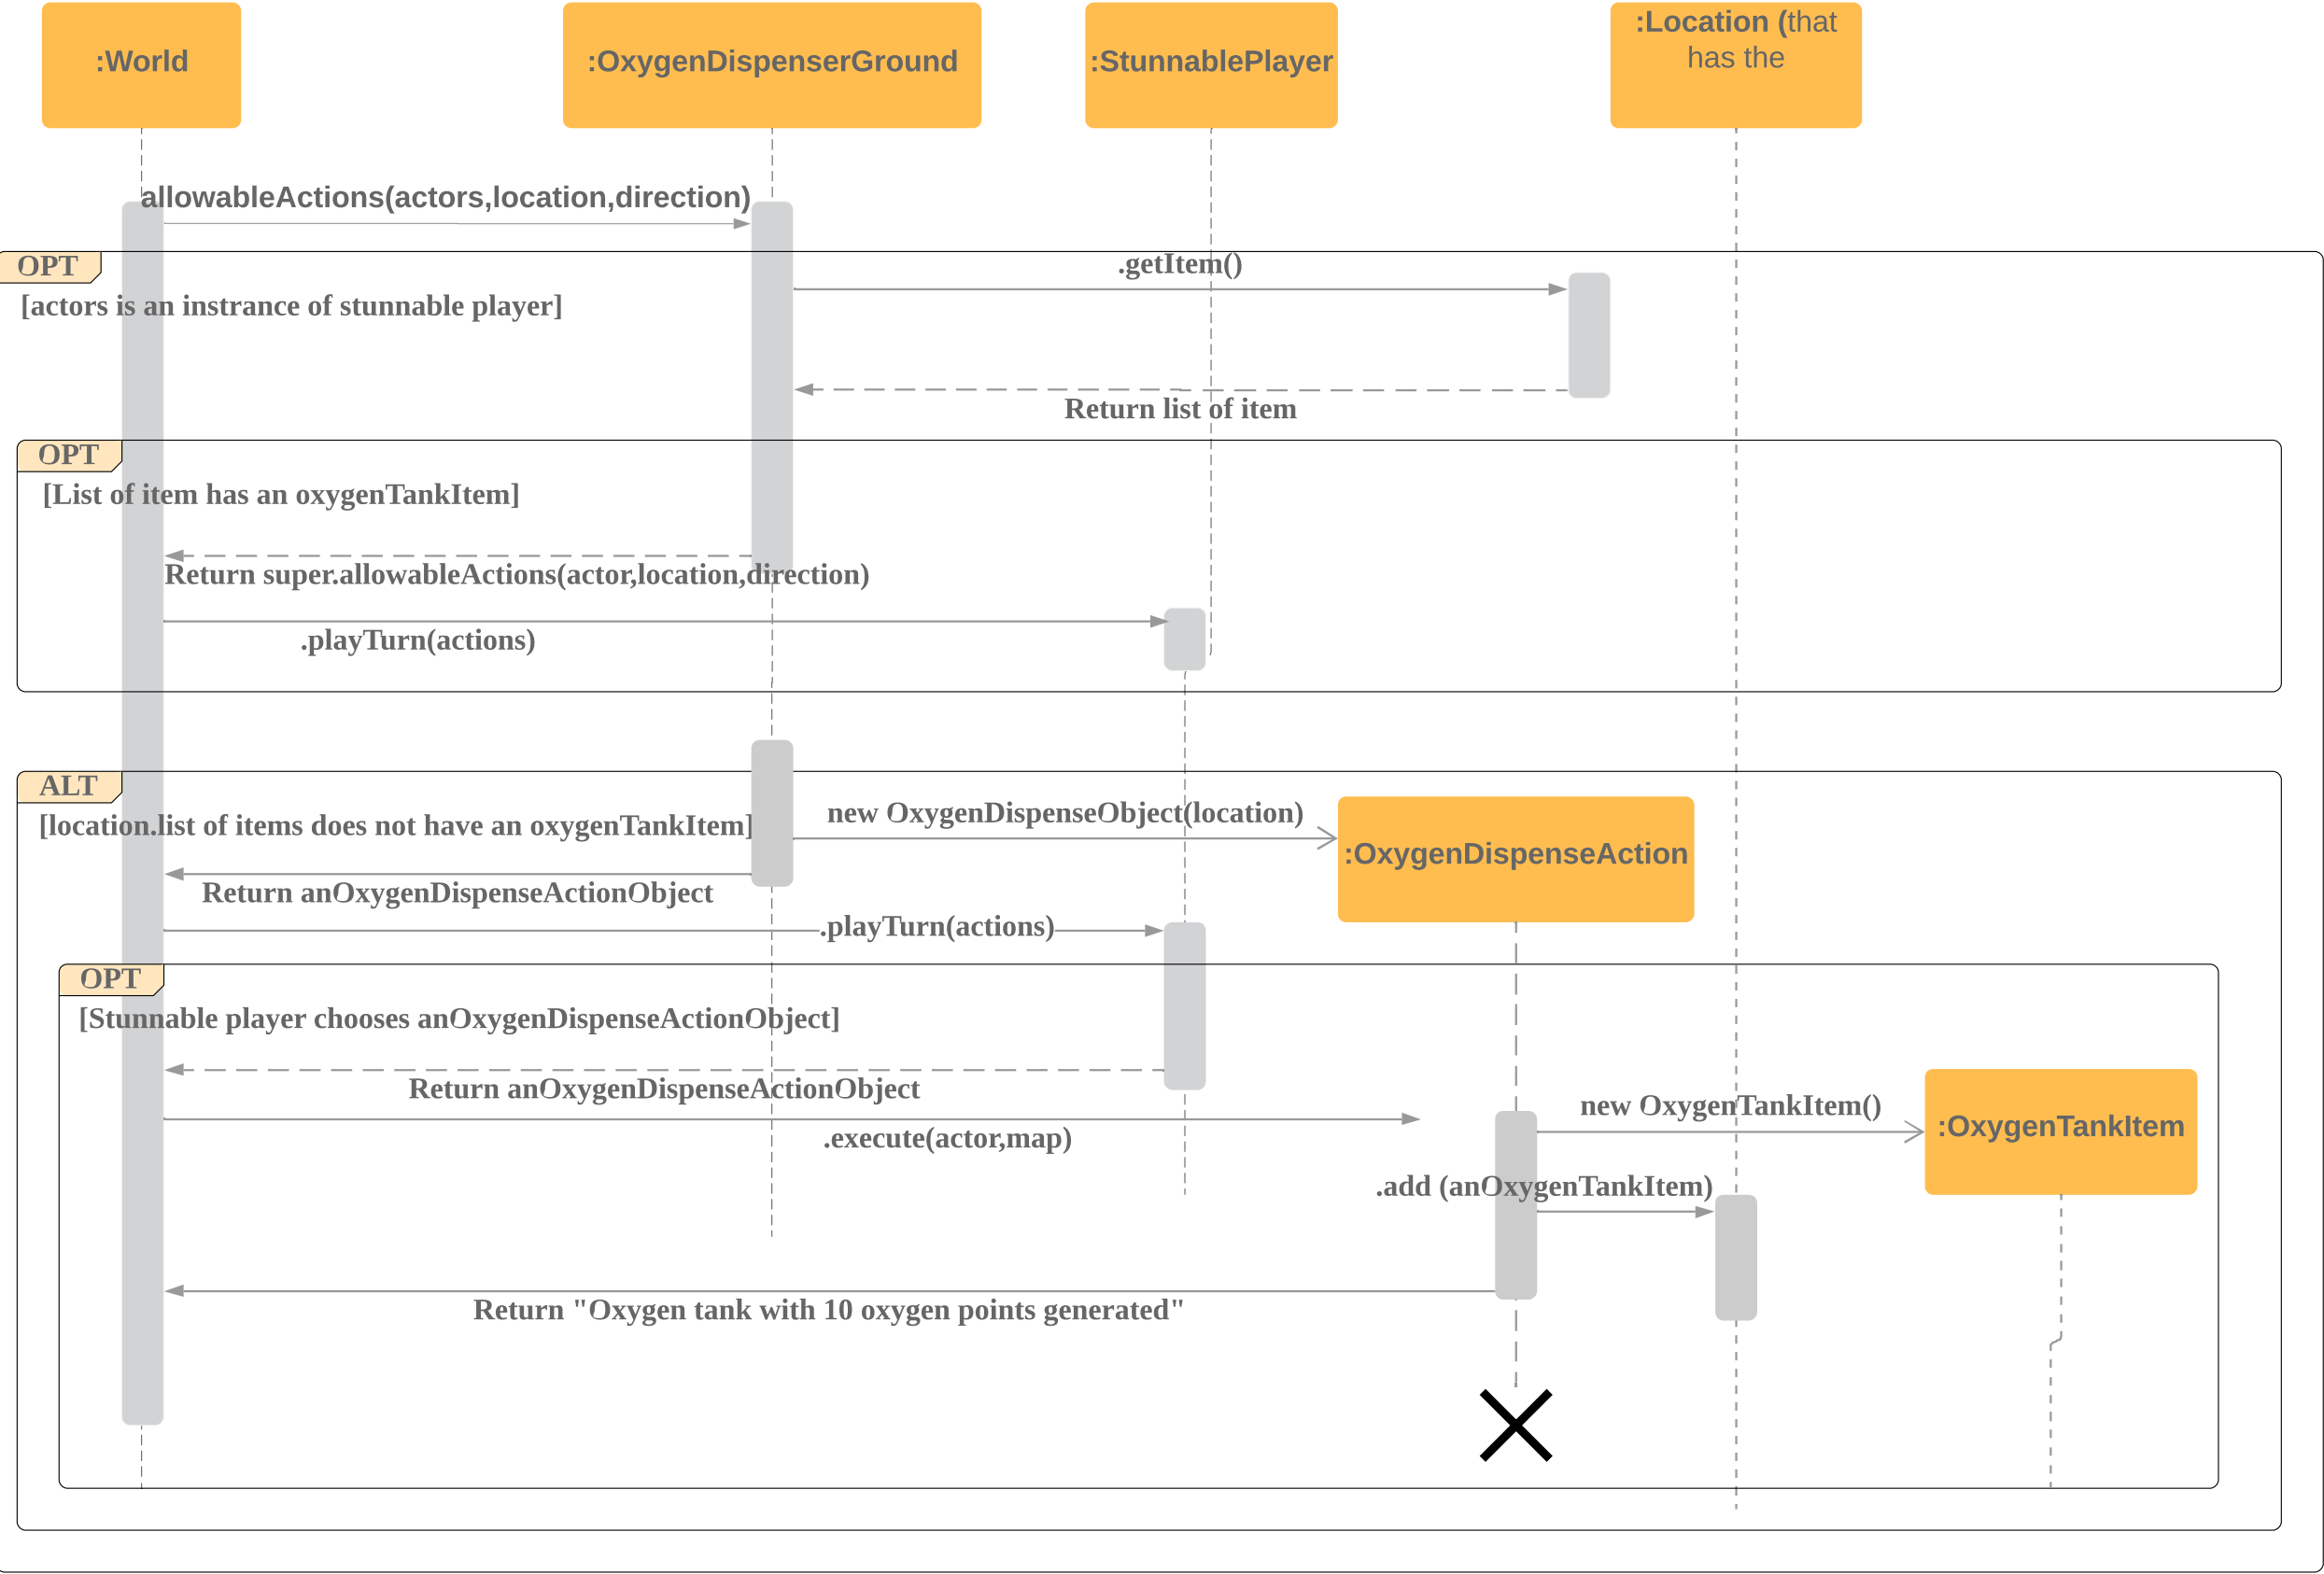 :World
:OxygenDispenserGround
:StunnablePlayer
:Location (that
has the
allowableActions(actors,location,direction)
OPT
.getItem()
[actors is an instrance of stunnable player]
Return list of item
OPT
[List of item has an oxygenTankItem]
Return super.allowableActions(actor,location,direction)
.playTurn(actions)
ALT
[location.list of items does not have an oxygenTankItem]
new OxygenDispenseObject(location)
:OxygenDispenseAction
Return anOxygenDispenseActionObject
.playTurn(actions)
OPT
[Stunnable player chooses anOxygenDispenseActionObject]
Return anOxygenDispenseActionObject
new OxygenTankItem()
:OxygenTankItem
.execute(actor,map)
.add (anOxygenTankItem)
Return "Oxygen tank with 10 oxygen points generated"